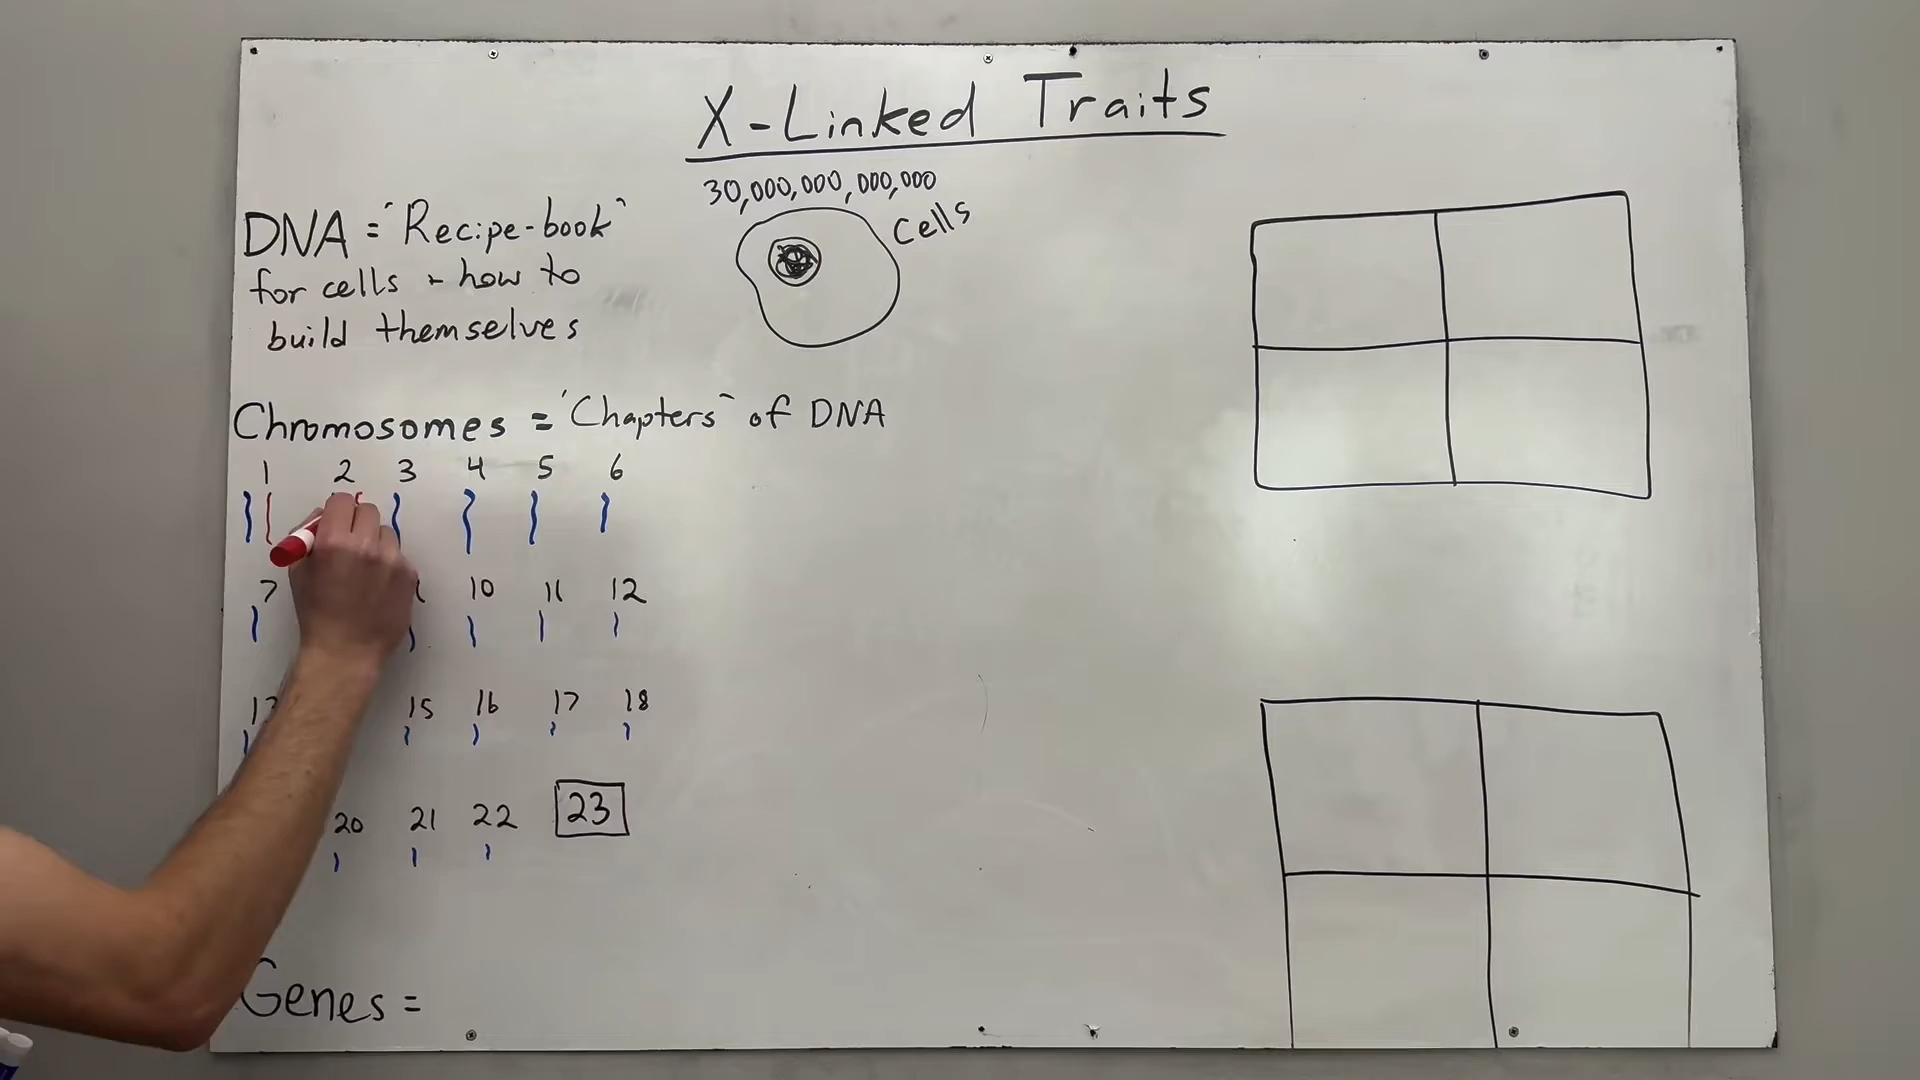 X-Linked Traits
30,000,000,000,000
Cells
DNA = "Recipe-book"
for cells + how to
build themselves
Chromosomes = "Chapters" of DNA
1 2 3 4 5 6
7 10 11 12
15 16 17 18
20 21 22 23
Genes =